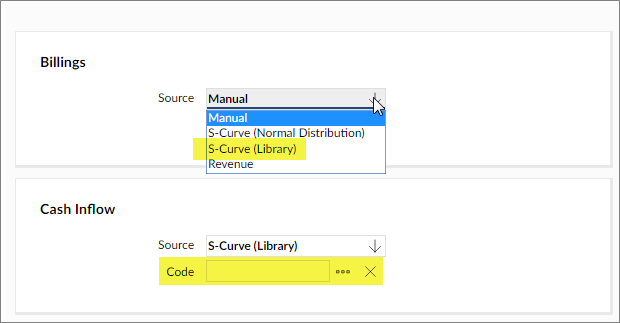 Billings
Source Manual
Manual
S-Curve (Normal Distribution)
S-Curve (Library)
Revenue
Cash Inflow
Source S-Curve (Library)
Code